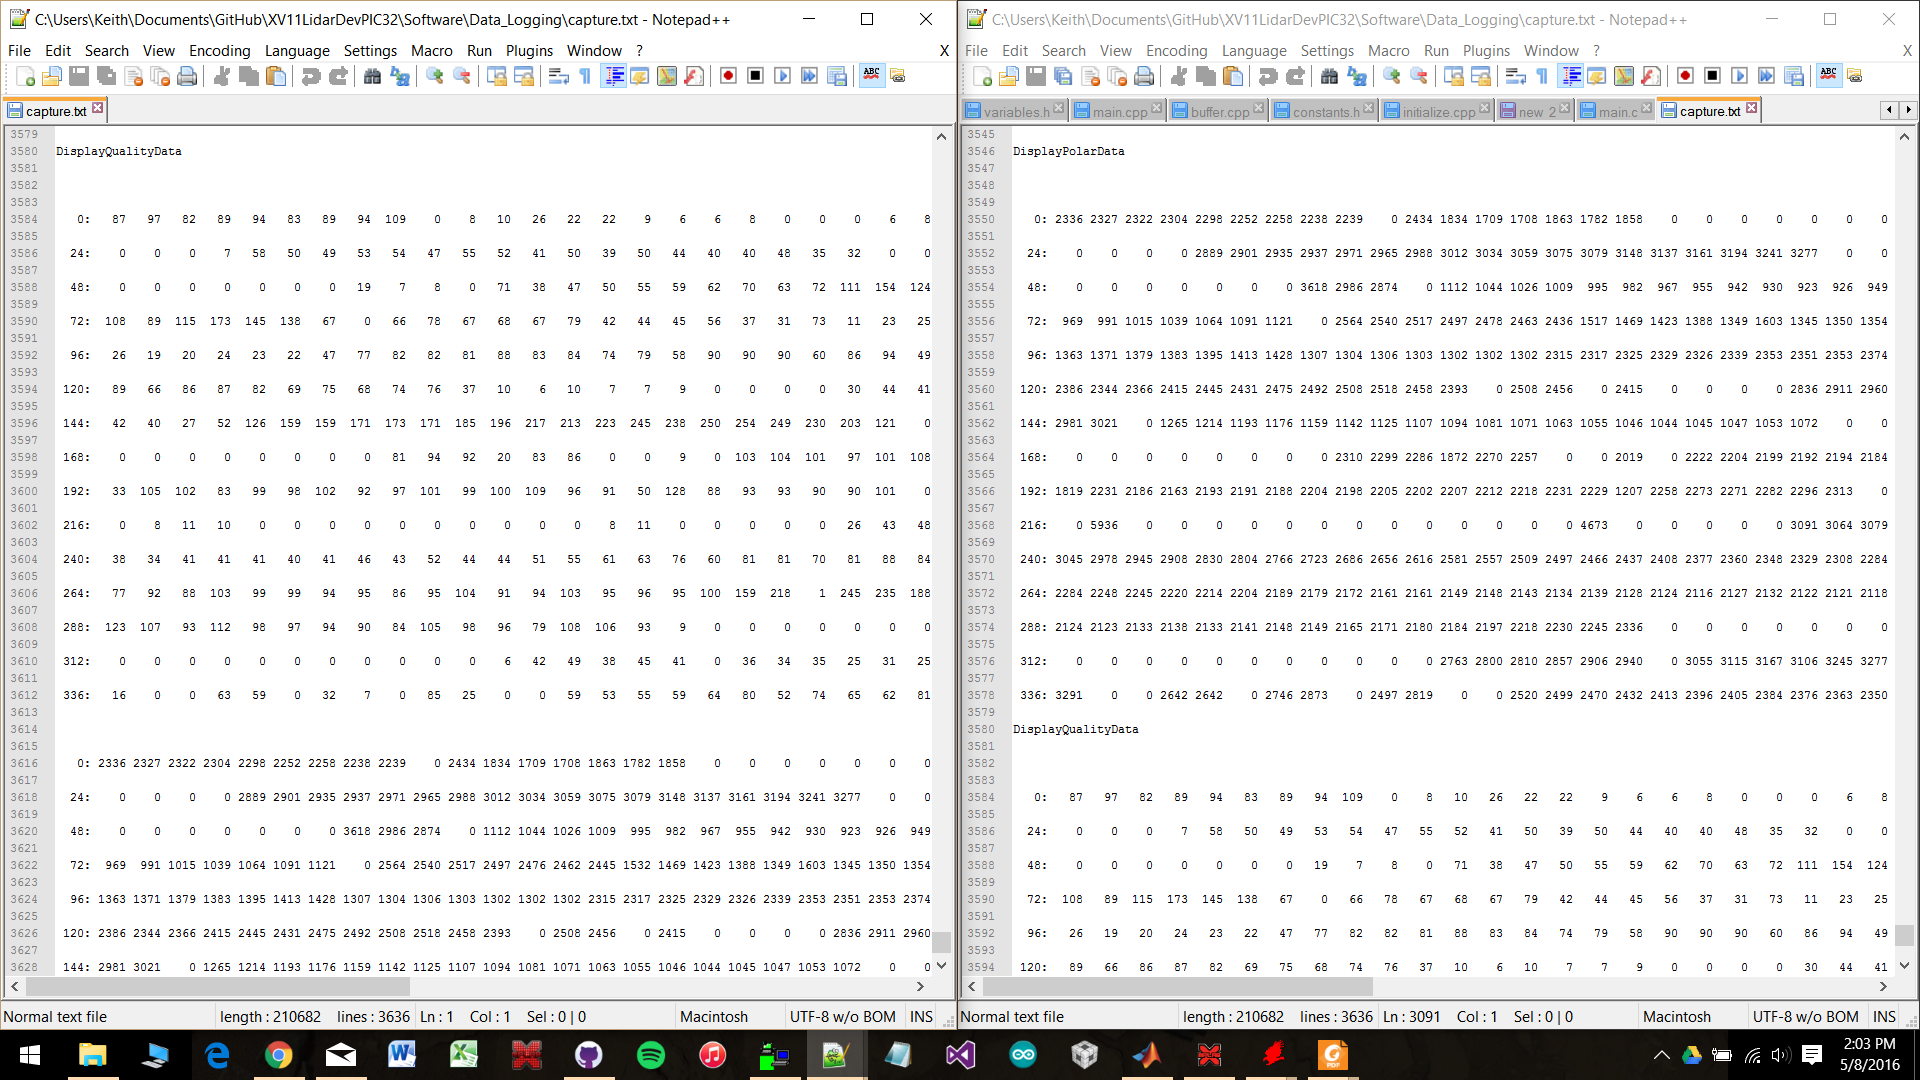 C:\Users\Keith\Documents\GitHub\XV11LidarDevPIC32\Software\Data_Logging\capture.txt - Notepad++
File Edit Search View Encoding Language Settings Macro Run Plugins Window ? X
capture.txt
3579
3580 DisplayQualityData
3581
3582
3583
3584 0: 87 97 82 89 94 83 89 94 109 0 8 10 26 22 22 9 6 6 8 0 0 0 6 8
3585
3586 24: 0 0 0 7 58 50 49 53 54 47 55 52 41 50 39 50 44 40 40 48 35 32 0 0
3587
3588 48: 0 0 0 0 0 0 0 19 7 8 0 71 38 47 50 55 59 62 70 63 72 111 154 124
3589
3590 72: 108 89 115 173 145 138 67 0 66 78 67 68 67 79 42 44 45 56 37 31 73 11 23 25
3591
3592 96: 26 19 20 24 23 22 47 77 82 82 81 88 83 84 74 79 58 90 90 90 60 86 94 49
3593
3594 120: 89 66 86 87 82 69 75 68 74 76 37 10 6 10 7 7 9 0 0 0 0 30 44 41
3595
3596 144: 42 40 27 52 126 159 159 171 173 171 185 196 217 213 223 245 238 250 254 249 230 203 121 0
3597
3598 168: 0 0 0 0 0 0 0 0 81 94 92 20 83 86 0 0 9 0 103 104 101 97 101 108
3599
3600 192: 33 105 102 83 99 98 102 92 97 101 99 100 109 96 91 50 128 88 93 93 90 90 101 0
3601
3602 216: 0 8 11 10 0 0 0 0 0 0 0 0 0 0 8 11 0 0 0 0 0 26 43 48
3603
3604 240: 38 34 41 41 41 40 41 46 43 52 44 44 51 55 61 63 76 60 81 81 70 81 88 84
3605
3606 264: 77 92 88 103 99 99 94 95 86 95 104 91 94 103 95 96 95 100 159 218 1 245 235 188
3607
3608 288: 123 107 93 112 98 97 94 90 84 105 98 96 79 108 106 93 9 0 0 0 0 0 0 0
3609
3610 312: 0 0 0 0 0 0 0 0 0 0 0 6 42 49 38 45 41 0 36 34 35 25 31 25
3611
3612 336: 16 0 0 63 59 0 32 7 0 85 25 0 0 59 53 55 59 64 80 52 74 65 62 81
3613
3614
3615
3616 0: 2336 2327 2322 2304 2298 2252 2258 2238 2239 0 2434 1834 1709 1708 1863 1782 1858 0 0 0 0 0 0 0
3617
3618 24: 0 0 0 0 2889 2901 2935 2937 2971 2965 2988 3012 3034 3059 3075 3079 3148 3137 3161 3194 3241 3277 0 0
3619
3620 48: 0 0 0 0 0 0 0 3618 2986 2874 0 1112 1044 1026 1009 995 982 967 955 942 930 923 926 949
3621
3622 72: 969 991 1015 1039 1064 1091 1121 0 2564 2540 2517 2497 2476 2462 2445 1532 1469 1423 1388 1349 1603 1345 1350 1354
3623
3624 96: 1363 1371 1379 1383 1395 1413 1428 1307 1304 1306 1303 1302 1302 1302 2315 2317 2325 2329 2326 2339 2353 2351 2353 2374
3625
3626 120: 2386 2344 2366 2415 2445 2431 2475 2492 2508 2518 2458 2393 0 2508 2456 0 2415 0 0 0 0 2836 2911 2960
3627
3628 144: 2981 3021 0 1265 1214 1193 1176 1159 1142 1125 1107 1094 1081 1071 1063 1055 1046 1044 1045 1047 1053 1072 0 0
Normal text file length : 210682 lines : 3636 Ln : 1 Col : 1 Sel : 0 | 0 Macintosh UTF-8 w/o BOM INS
C:\Users\Keith\Documents\GitHub\XV11LidarDevPIC32\Software\Data_Logging\capture.txt - Notepad++
File Edit Search View Encoding Language Settings Macro Run Plugins Window ? X
variables.h main.cpp buffer.cpp constants.h initialize.cpp new 2 main.c capture.txt
3545
3546 DisplayPolarData
3547
3548
3549
3550 0: 2336 2327 2322 2304 2298 2252 2258 2238 2239 0 2434 1834 1709 1708 1863 1782 1858 0 0 0 0 0 0 0
3551
3552 24: 0 0 0 0 2889 2901 2935 2937 2971 2965 2988 3012 3034 3059 3075 3079 3148 3137 3161 3194 3241 3277 0 0
3553
3554 48: 0 0 0 0 0 0 0 3618 2986 2874 0 1112 1044 1026 1009 995 982 967 955 942 930 923 926 949
3555
3556 72: 969 991 1015 1039 1064 1091 1121 0 2564 2540 2517 2497 2478 2463 2436 1517 1469 1423 1388 1349 1603 1345 1350 1354
3557
3558 96: 1363 1371 1379 1383 1395 1413 1428 1307 1304 1306 1303 1302 1302 1302 2315 2317 2325 2329 2326 2339 2353 2351 2353 2374
3559
3560 120: 2386 2344 2366 2415 2445 2431 2475 2492 2508 2518 2458 2393 0 2508 2456 0 2415 0 0 0 0 2836 2911 2960
3561
3562 144: 2981 3021 0 1265 1214 1193 1176 1159 1142 1125 1107 1094 1081 1071 1063 1055 1046 1044 1045 1047 1053 1072 0 0
3563
3564 168: 0 0 0 0 0 0 0 0 2310 2299 2286 1872 2270 2257 0 0 2019 0 2222 2204 2199 2192 2194 2184
3565
3566 192: 1819 2231 2186 2163 2193 2191 2188 2204 2198 2205 2202 2207 2212 2218 2231 2229 1207 2258 2273 2271 2282 2296 2313 0
3567
3568 216: 0 5936 0 0 0 0 0 0 0 0 0 0 0 0 0 4673 0 0 0 0 0 3091 3064 3079
3569
3570 240: 3045 2978 2945 2908 2830 2804 2766 2723 2686 2656 2616 2581 2557 2509 2497 2466 2437 2408 2377 2360 2348 2329 2308 2284
3571
3572 264: 2284 2248 2245 2220 2214 2204 2189 2179 2172 2161 2161 2149 2148 2143 2134 2139 2128 2124 2116 2127 2132 2122 2121 2118
3573
3574 288: 2124 2123 2133 2138 2133 2141 2148 2149 2165 2171 2180 2184 2197 2218 2230 2245 2336 0 0 0 0 0 0 0
3575
3576 312: 0 0 0 0 0 0 0 0 0 0 0 2763 2800 2810 2857 2906 2940 0 3055 3115 3167 3106 3245 3277
3577
3578 336: 3291 0 0 2642 2642 0 2746 2873 0 2497 2819 0 0 2520 2499 2470 2432 2413 2396 2405 2384 2376 2363 2350
3579
3580 DisplayQualityData
3581
3582
3583
3584 0: 87 97 82 89 94 83 89 94 109 0 8 10 26 22 22 9 6 6 8 0 0 0 6 8
3585
3586 24: 0 0 0 7 58 50 49 53 54 47 55 52 41 50 39 50 44 40 40 48 35 32 0 0
3587
3588 48: 0 0 0 0 0 0 0 19 7 8 0 71 38 47 50 55 59 62 70 63 72 111 154 124
3589
3590 72: 108 89 115 173 145 138 67 0 66 78 67 68 67 79 42 44 45 56 37 31 73 11 23 25
3591
3592 96: 26 19 20 24 23 22 47 77 82 82 81 88 83 84 74 79 58 90 90 90 60 86 94 49
3593
3594 120: 89 66 86 87 82 69 75 68 74 76 37 10 6 10 7 7 9 0 0 0 0 30 44 41
Normal text file length : 210682 lines : 3636 Ln : 3091 Col : 1 Sel : 0 | 0 Macintosh UTF-8 w/o BOM INS
2:03 PM
5/8/2016